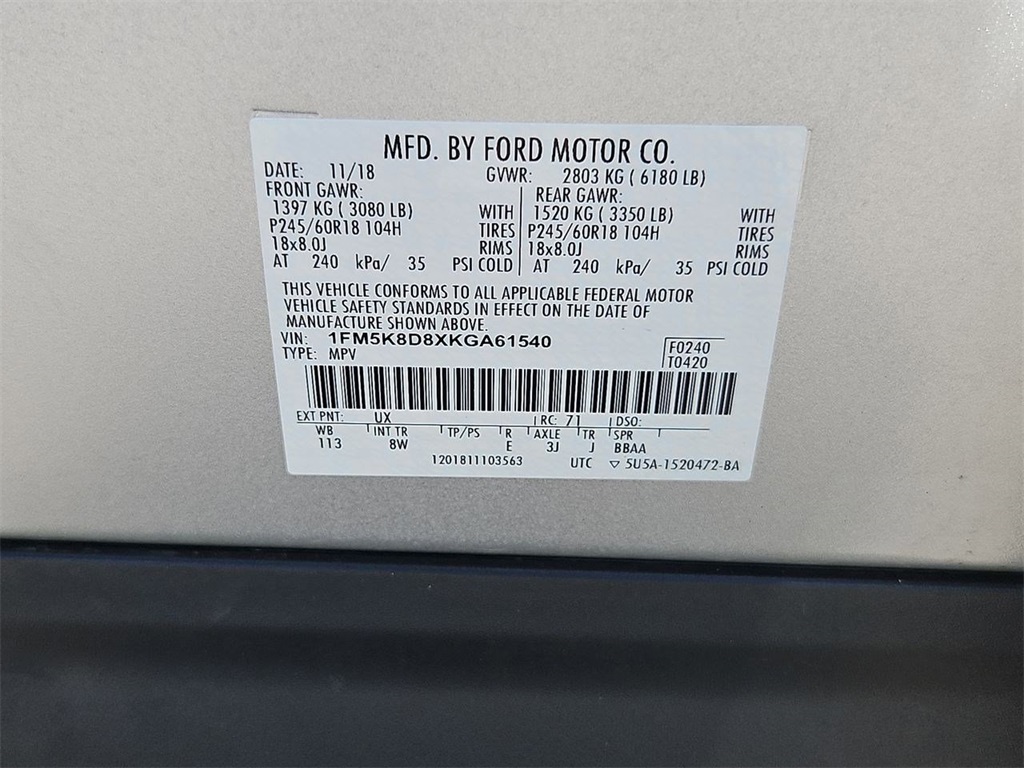 MFD. BY FORD MOTOR CO.
DATE: 11/18 GVWR: 2803 KG ( 6180 LB)
FRONT GAWR: REAR GAWR:
1397 KG ( 3080 LB) WITH 1520 KG ( 3350 LB) WITH
P245/60R18 104H TIRES P245/60R18 104H TIRES
18x8.0J RIMS 18x8.0J RIMS
AT 240 kPa/ 35 PSI COLD AT 240 kPa/ 35 PSI COLD
THIS VEHICLE CONFORMS TO ALL APPLICABLE FEDERAL MOTOR
VEHICLE SAFETY STANDARDS IN EFFECT ON THE DATE OF
MANUFACTURE SHOWN ABOVE.
VIN: 1FM5K8D8XKGA61540 F0240
TYPE: MPV T0420
EXT PNT: UX RC: 71 DSO:
WB INT TR TP/PS R AXLE TR SPR
113 8W E 3J J BBAA
1201811103563 UTC ▽ 5U5A-1520472-BA